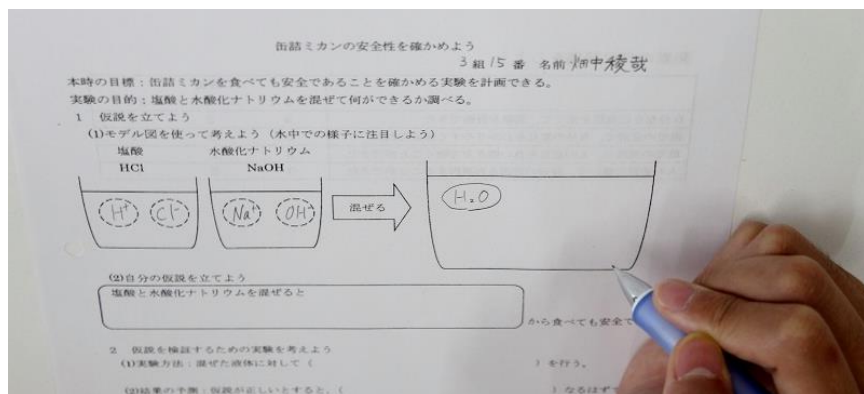 缶詰ミカンの安全性を確かめよう
3組15番 名前 畑中稜哉
本時の目標：缶詰ミカンを食べても安全であることを確かめる実験を計画できる。
実験の目的：塩酸と水酸化ナトリウムを混ぜて何ができるか調べる。
1 仮説を立てよう
(1)モデル図を使って考えよう（水中での様子に注目しよう）
塩酸 水酸化ナトリウム
HCl NaOH
H⁺ Cl⁻ Na⁺ OH⁻ 混ぜる H₂O
(2)自分の仮説を立てよう
塩酸と水酸化ナトリウムを混ぜると
から食べても安全で
2 仮説を検証するための実験を考えよう
(1)実験方法：混ぜた液体に対して（ ）を行う。
(2)結果の予測：仮説が正しいとすると、（ ）なるはずで